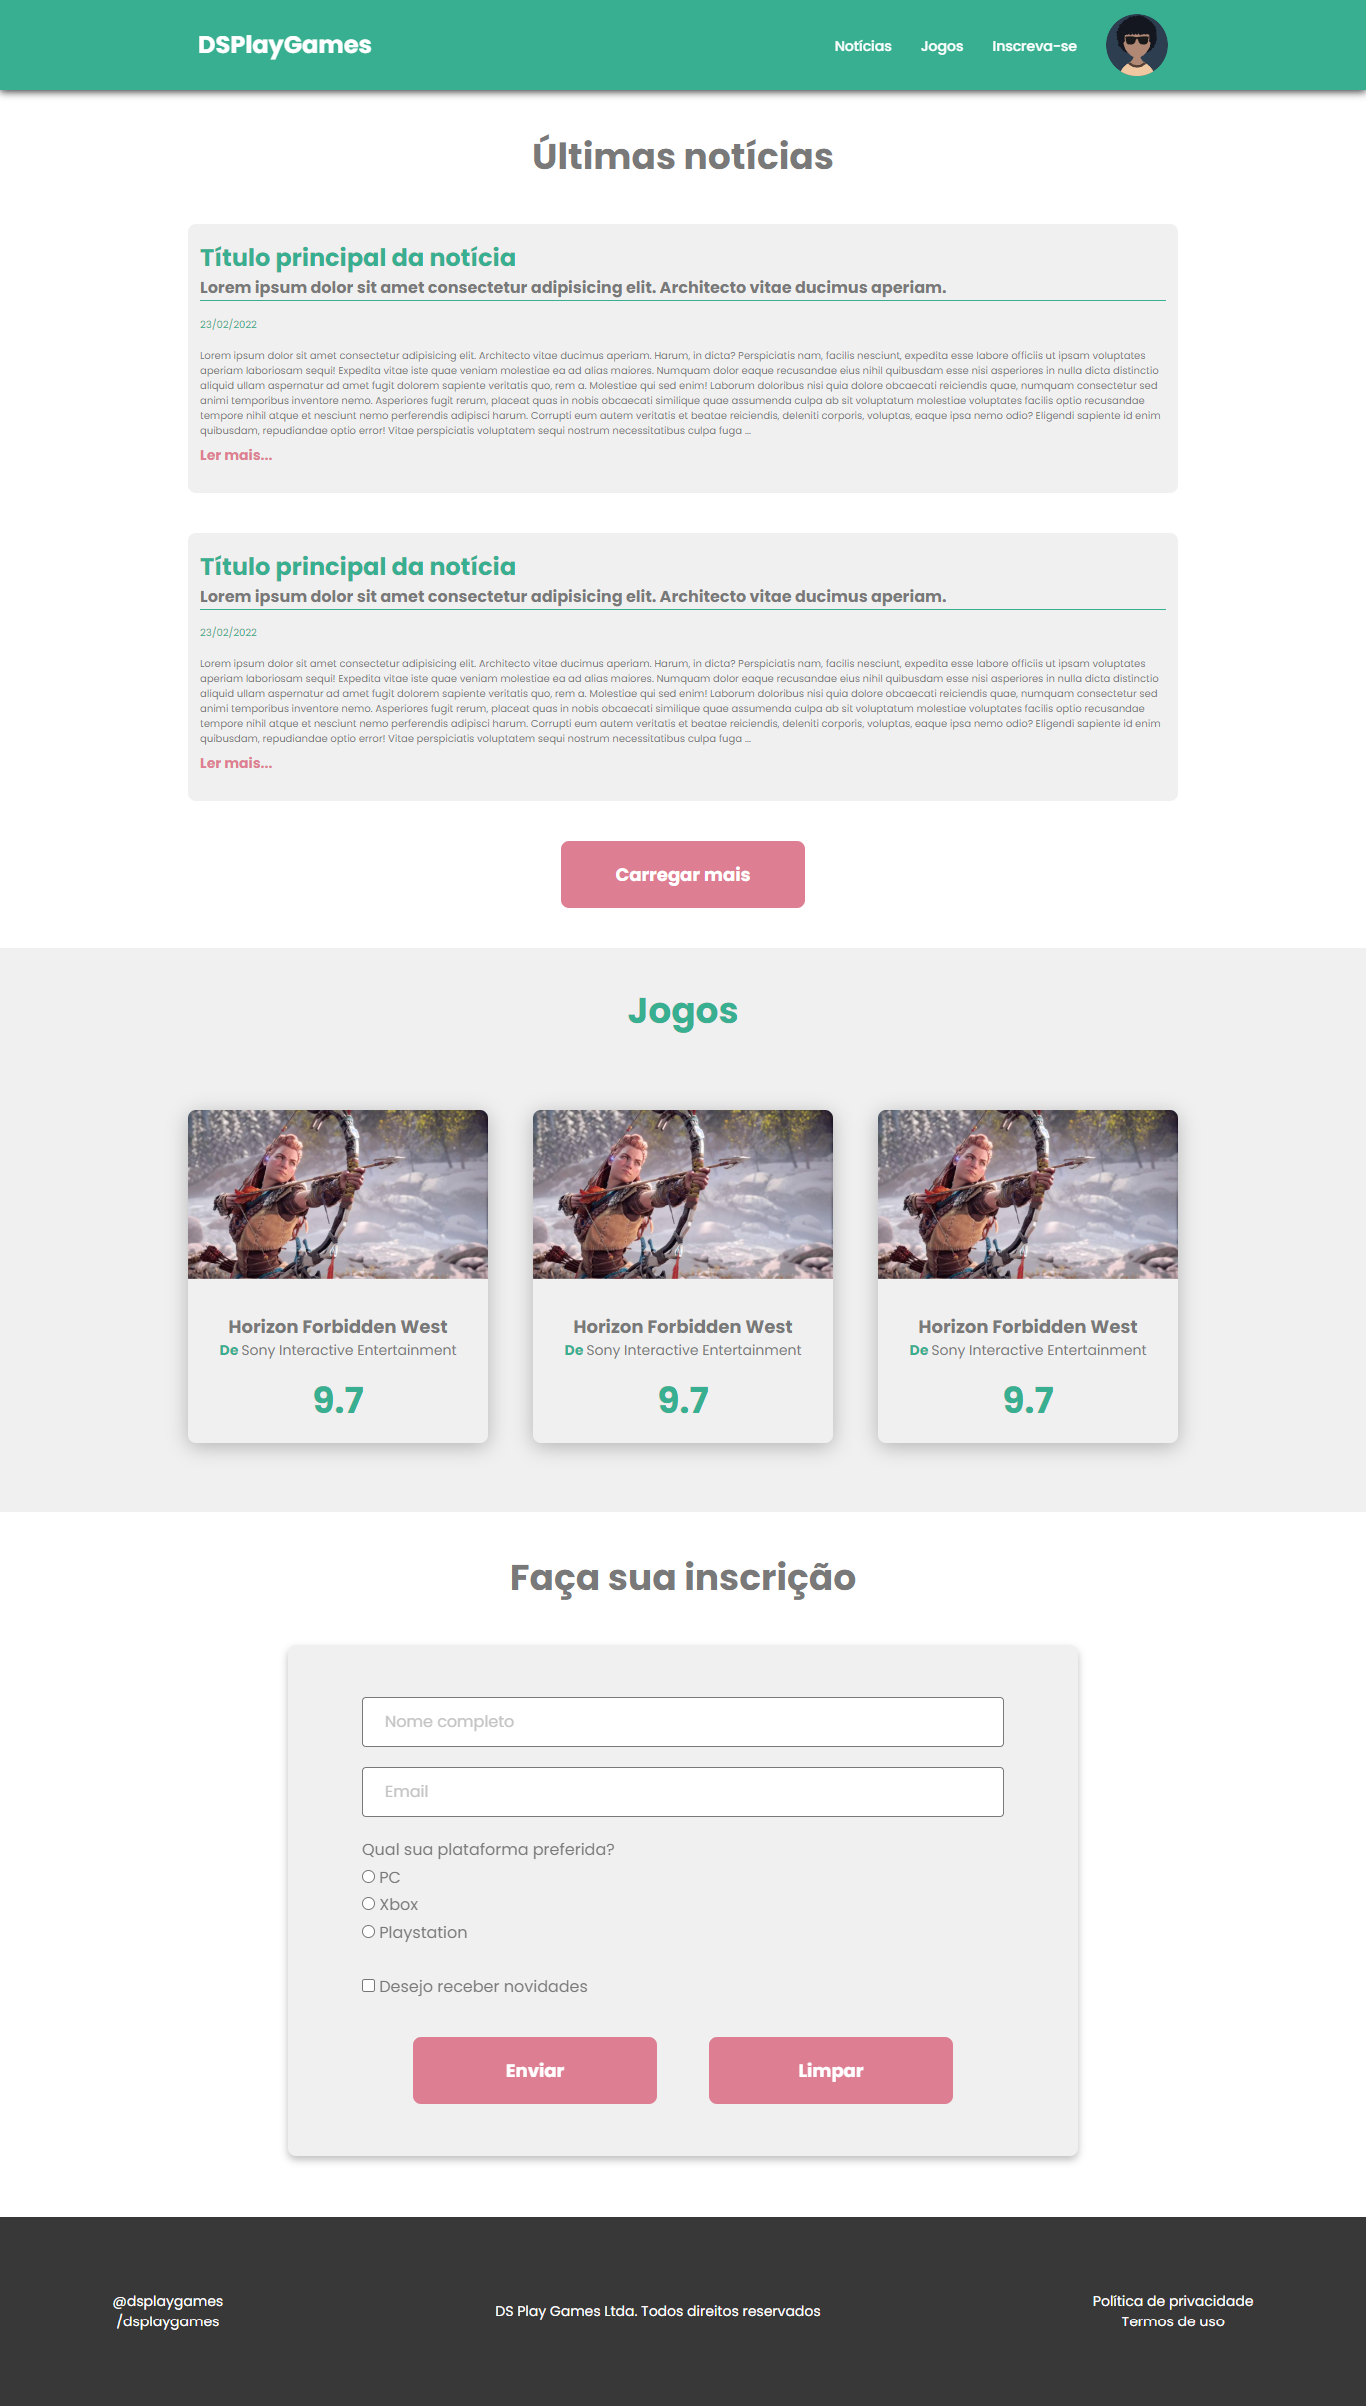 DSPlayGames
Notícias Jogos Inscreva-se
Últimas notícias
Título principal da notícia
Lorem ipsum dolor sit amet consectetur adipisicing elit. Architecto vitae ducimus aperiam.
23/02/2022
Lorem ipsum dolor sit amet consectetur adipisicing elit. Architecto vitae ducimus aperiam. Harum, in dicta? Perspiciatis nam, facilis nesciunt, expedita esse labore officiis ut ipsam voluptates
aperiam laboriosam sequi! Expedita vitae iste quae veniam molestiae ea ad alias maiores. Numquam dolor eaque recusandae eius nihil quibusdam esse nisi asperiores in nulla dicta distinctio
aliquid ullam aspernatur ad amet fugit dolorem sapiente veritatis quo, rem a. Molestiae qui sed enim! Laborum doloribus nisi quia dolore obcaecati reiciendis quae, numquam consectetur sed
animi temporibus inventore nemo. Asperiores fugit rerum, placeat quas in nobis obcaecati similique quae assumenda culpa ab sit voluptatum molestiae voluptates facilis optio recusandae
tempore nihil atque et nesciunt nemo perferendis adipisci harum. Corrupti eum autem veritatis et beatae reiciendis, deleniti corporis, voluptas, eaque ipsa nemo odio? Eligendi sapiente id enim
quibusdam, repudiandae optio error! Vitae perspiciatis voluptatem sequi nostrum necessitatibus culpa fuga ...
Ler mais...
Título principal da notícia
Lorem ipsum dolor sit amet consectetur adipisicing elit. Architecto vitae ducimus aperiam.
23/02/2022
Lorem ipsum dolor sit amet consectetur adipisicing elit. Architecto vitae ducimus aperiam. Harum, in dicta? Perspiciatis nam, facilis nesciunt, expedita esse labore officiis ut ipsam voluptates
aperiam laboriosam sequi! Expedita vitae iste quae veniam molestiae ea ad alias maiores. Numquam dolor eaque recusandae eius nihil quibusdam esse nisi asperiores in nulla dicta distinctio
aliquid ullam aspernatur ad amet fugit dolorem sapiente veritatis quo, rem a. Molestiae qui sed enim! Laborum doloribus nisi quia dolore obcaecati reiciendis quae, numquam consectetur sed
animi temporibus inventore nemo. Asperiores fugit rerum, placeat quas in nobis obcaecati similique quae assumenda culpa ab sit voluptatum molestiae voluptates facilis optio recusandae
tempore nihil atque et nesciunt nemo perferendis adipisci harum. Corrupti eum autem veritatis et beatae reiciendis, deleniti corporis, voluptas, eaque ipsa nemo odio? Eligendi sapiente id enim
quibusdam, repudiandae optio error! Vitae perspiciatis voluptatem sequi nostrum necessitatibus culpa fuga ...
Ler mais...
Carregar mais
Jogos
Horizon Forbidden West
De Sony Interactive Entertainment
9.7
Horizon Forbidden West
De Sony Interactive Entertainment
9.7
Horizon Forbidden West
De Sony Interactive Entertainment
9.7
Faça sua inscrição
Nome completo
Email
Qual sua plataforma preferida?
PC
Xbox
Playstation
Desejo receber novidades
Enviar
Limpar
@dsplaygames
/dsplaygames
DS Play Games Ltda. Todos direitos reservados
Política de privacidade
Termos de uso